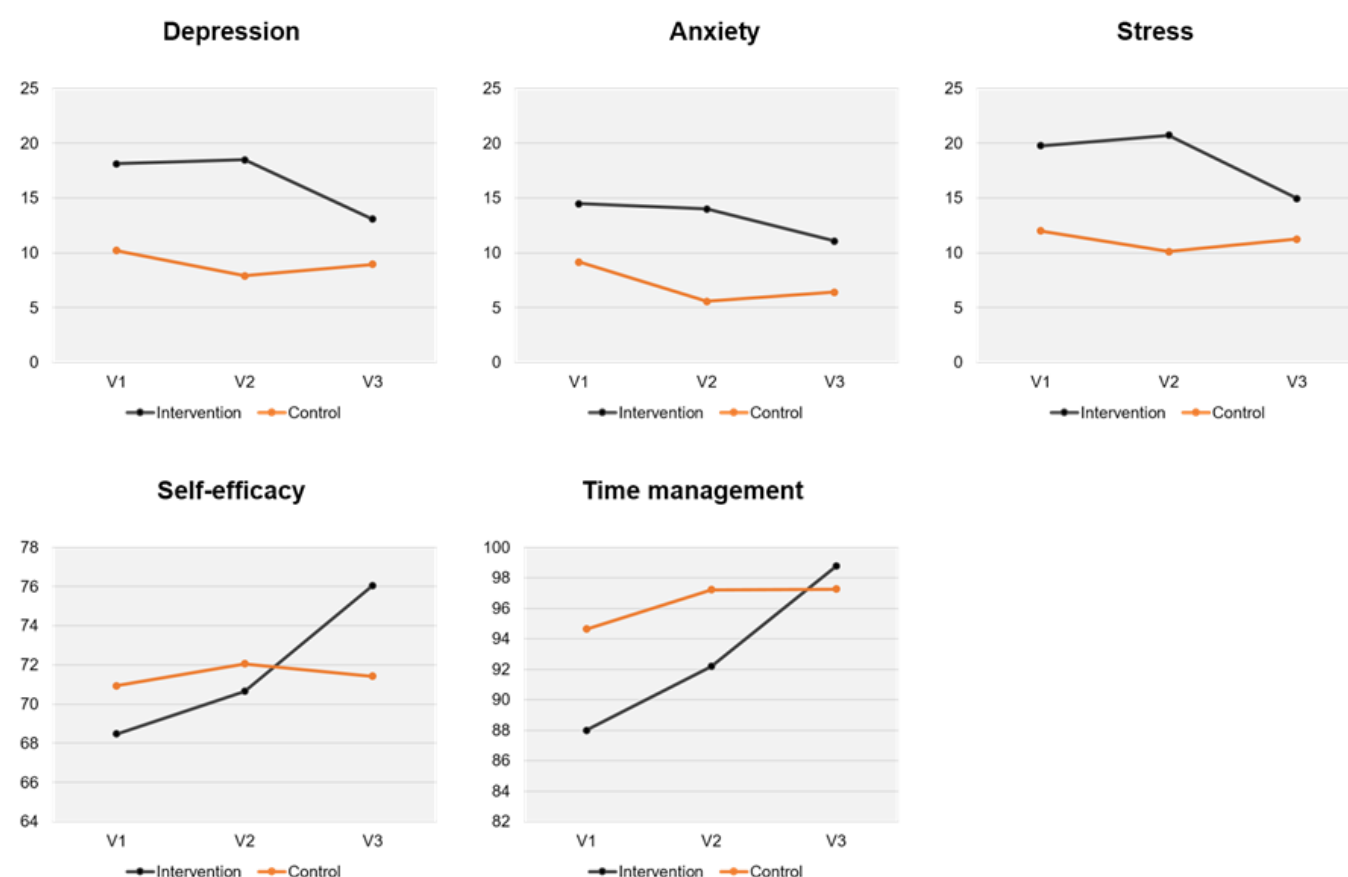 Depression
25
20
15
10
5
0
V1 V2 V3
Intervention Control
Anxiety
25
20
15
10
5
0
V1 V2 V3
Intervention Control
Stress
25
20
15
10
5
0
V1 V2 V3
Intervention Control
Self-efficacy
78
76
74
72
70
68
66
64
V1 V2 V3
Intervention Control
Time management
100
98
96
94
92
90
88
86
84
82
V1 V2 V3
Intervention Control